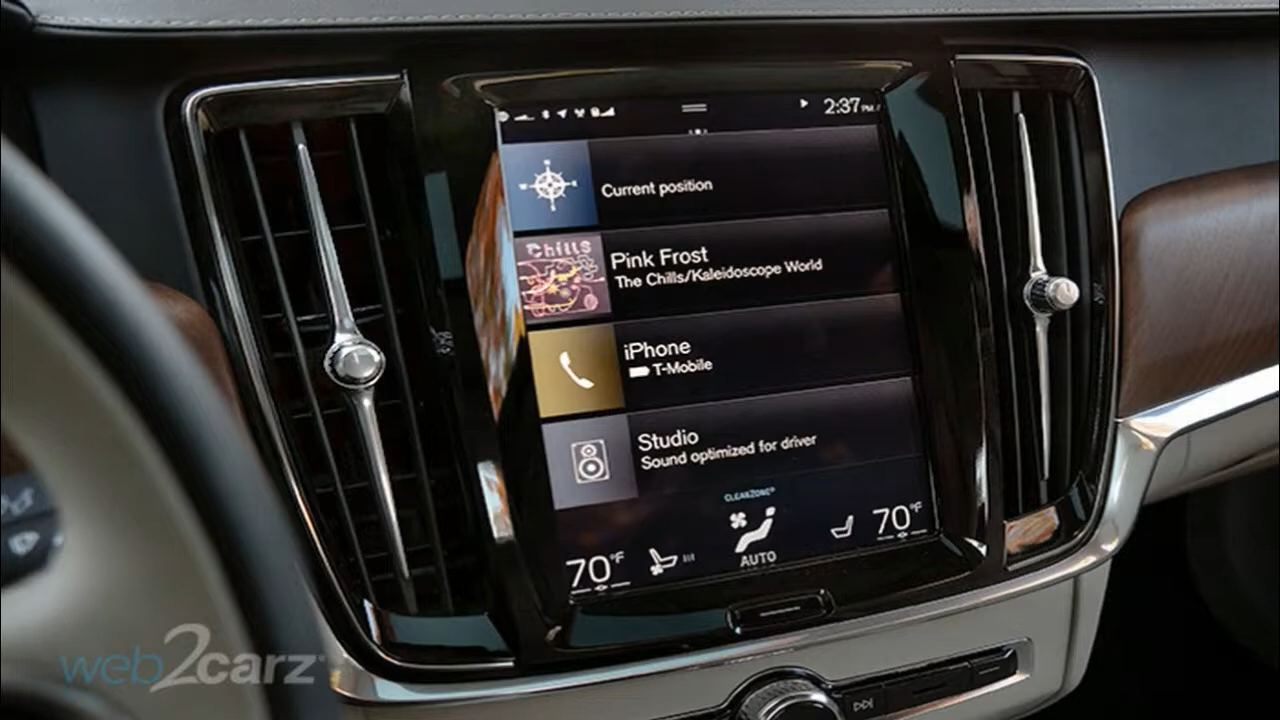 2:37 PM
N
W E
Current position
Chills
Pink Frost
The Chills/Kaleidoscope World
iPhone
T-Mobile
Studio
Sound optimized for driver
CLEANZONE®
70°F
70°F
AUTO
web2carz